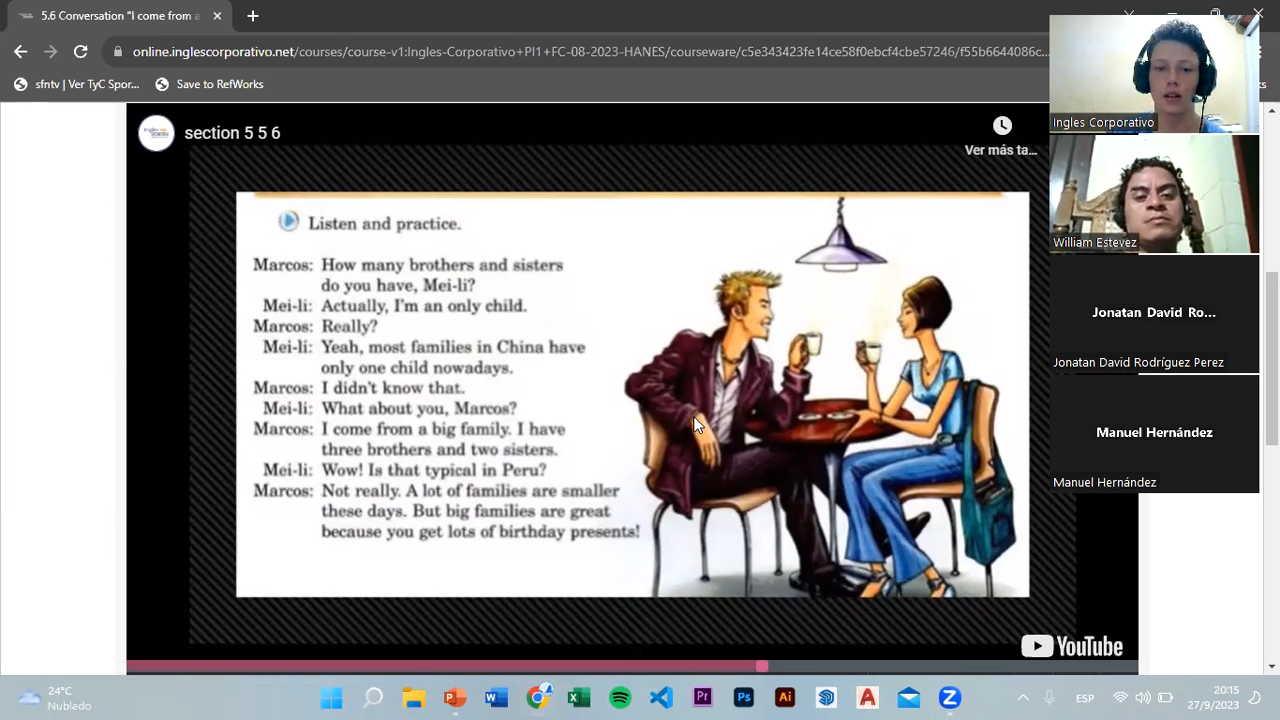 5.6 Conversation "I come from a
online.inglescorporativo.net/courses/course-v1:Ingles-Corporativo+PI1+FC-08-2023-HANES/courseware/c5e343423fe14ce58f0ebcf4cbe57246/f55b6644086c...
sfntv | Ver TyC Spor...
Save to RefWorks
section 5 5 6
Ver más ta...
Listen and practice.
Marcos: How many brothers and sisters
do you have, Mei-li?
Mei-li: Actually, I'm an only child.
Marcos: Really?
Mei-li: Yeah, most families in China have
only one child nowadays.
Marcos: I didn't know that.
Mei-li: What about you, Marcos?
Marcos: I come from a big family. I have
three brothers and two sisters.
Mei-li: Wow! Is that typical in Peru?
Marcos: Not really. A lot of families are smaller
these days. But big families are great
because you get lots of birthday presents!
YouTube
Ingles Corporativo
William Estevez
Jonatan David Ro...
Jonatan David Rodríguez Perez
Manuel Hernández
Manuel Hernández
24°C
Nublado
ESP
20:15
27/9/2023